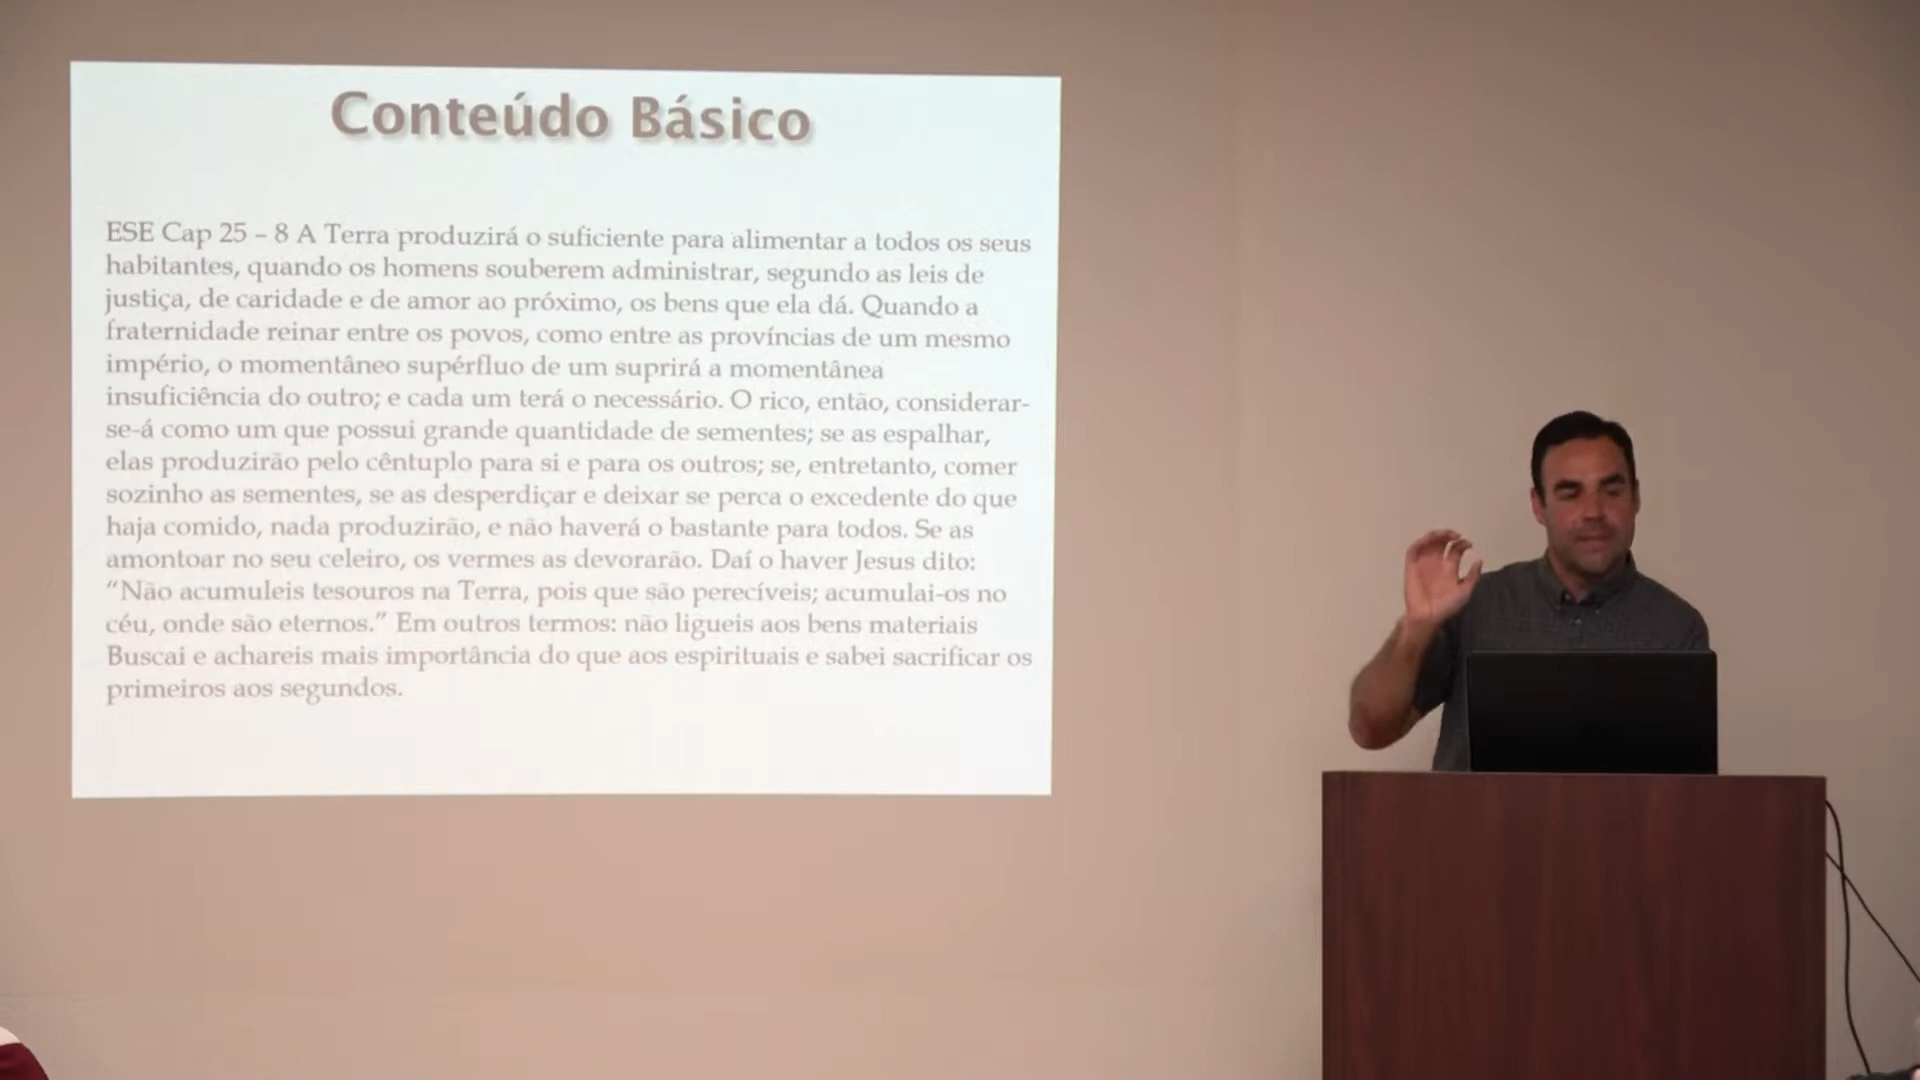 Conteúdo Básico
ESE Cap 25 – 8 A Terra produzirá o suficiente para alimentar a todos os seus
habitantes, quando os homens souberem administrar, segundo as leis de
justiça, de caridade e de amor ao próximo, os bens que ela dá. Quando a
fraternidade reinar entre os povos, como entre as províncias de um mesmo
império, o momentâneo supérfluo de um suprirá a momentânea
insuficiência do outro; e cada um terá o necessário. O rico, então, considerar-
se-á como um que possui grande quantidade de sementes; se as espalhar,
elas produzirão pelo cêntuplo para si e para os outros; se, entretanto, comer
sozinho as sementes, se as desperdiçar e deixar se perca o excedente do que
haja comido, nada produzirão, e não haverá o bastante para todos. Se as
amontoar no seu celeiro, os vermes as devorarão. Daí o haver Jesus dito:
“Não acumuleis tesouros na Terra, pois que são perecíveis; acumulai-os no
céu, onde são eternos.” Em outros termos: não ligueis aos bens materiais
Buscai e achareis mais importância do que aos espirituais e sabei sacrificar os
primeiros aos segundos.